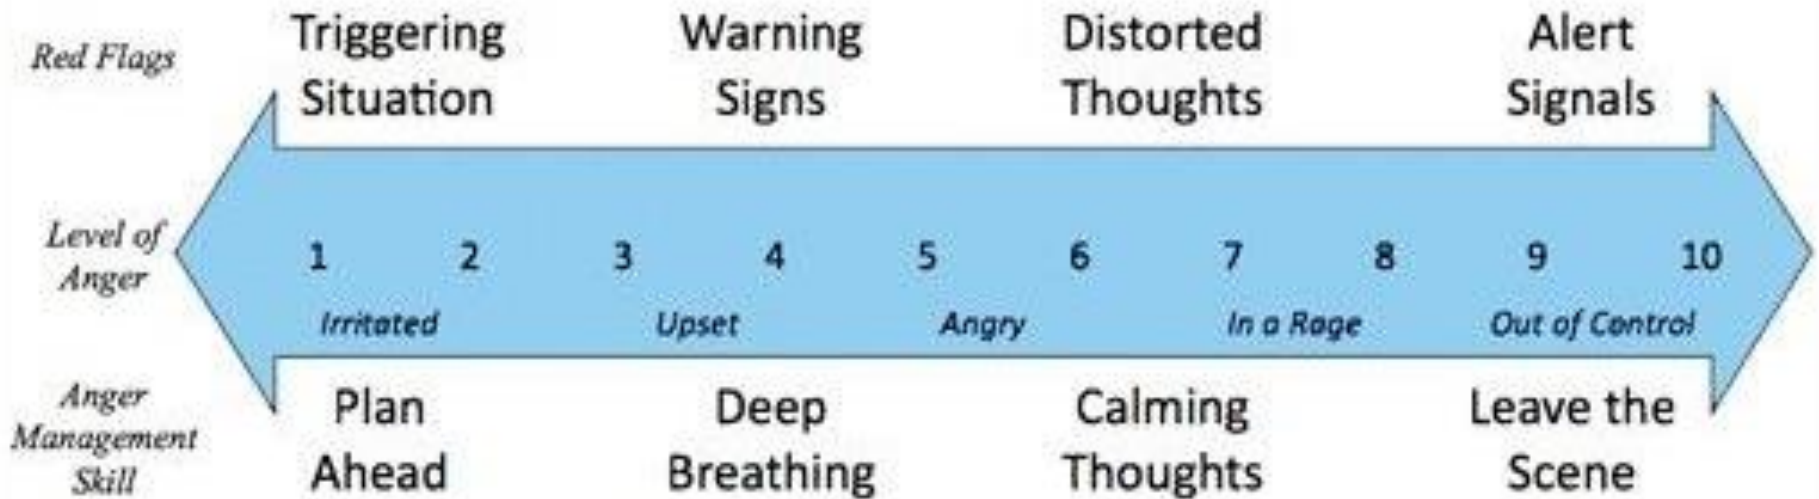 Red Flags
Triggering
Situation
Warning
Signs
Distorted
Thoughts
Alert
Signals
Level of
Anger
1 2 3 4 5 6 7 8 9 10
Irritated Upset Angry In a Rage Out of Control
Anger
Management
Skill
Plan
Ahead
Deep
Breathing
Calming
Thoughts
Leave the
Scene